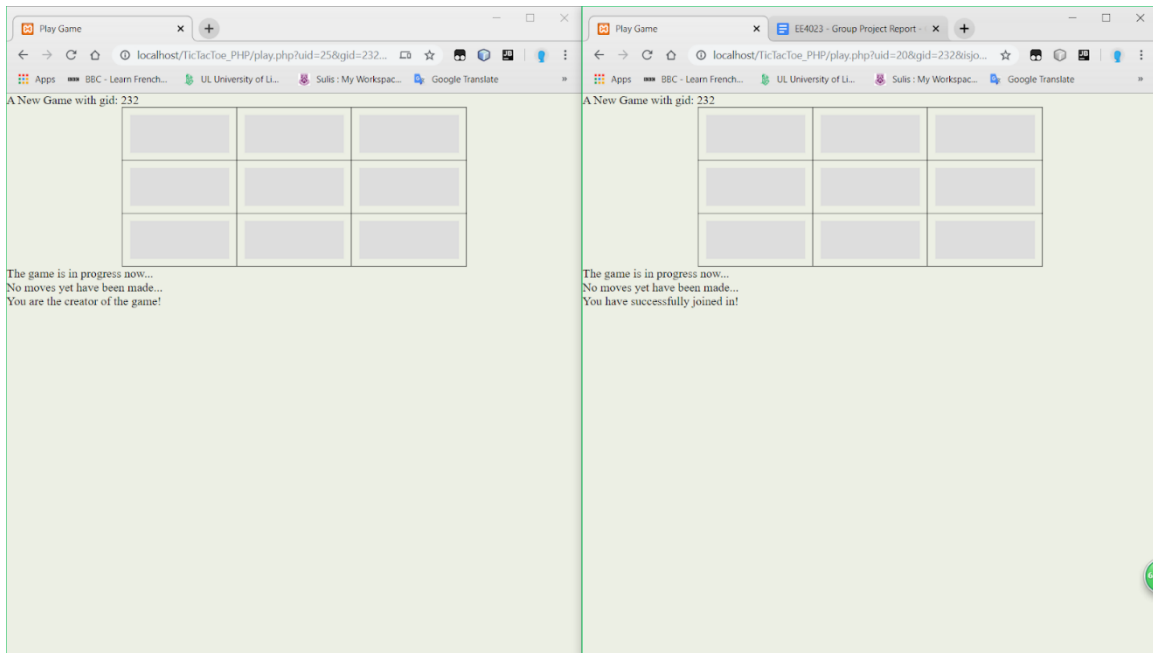 Play Game
localhost/TicTacToe_PHP/play.php?uid=25&gid=232...
Apps BBC - Learn French... UL University of Li... Sulis : My Workspac... Google Translate »
A New Game with gid: 232
The game is in progress now...
No moves yet have been made...
You are the creator of the game!
Play Game EE4023 - Group Project Report -
localhost/TicTacToe_PHP/play.php?uid=20&gid=232&isjo...
Apps BBC - Learn French... UL University of Li... Sulis : My Workspac... Google Translate »
A New Game with gid: 232
The game is in progress now...
No moves yet have been made...
You have successfully joined in!